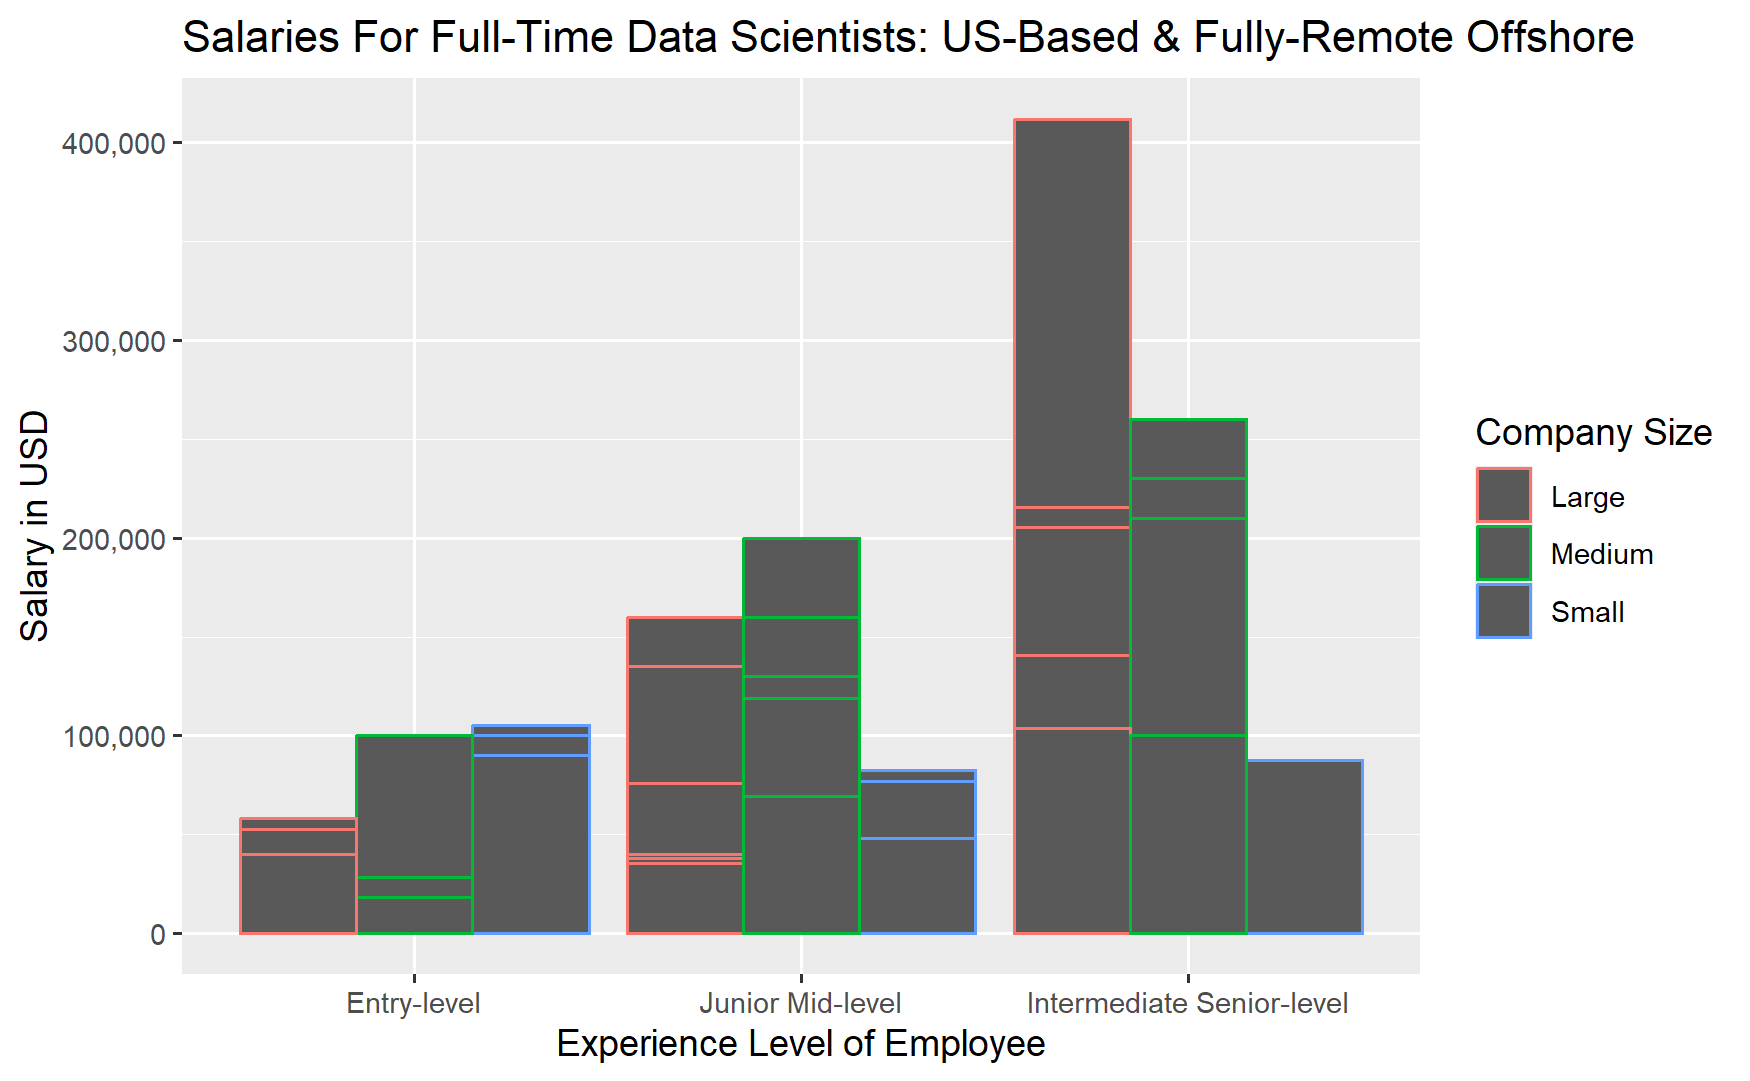 Salaries For Full-Time Data Scientists: US-Based & Fully-Remote Offshore
400,000
300,000
200,000
100,000
0
Salary in USD
Entry-level
Junior Mid-level
Intermediate Senior-level
Experience Level of Employee
Company Size
Large
Medium
Small